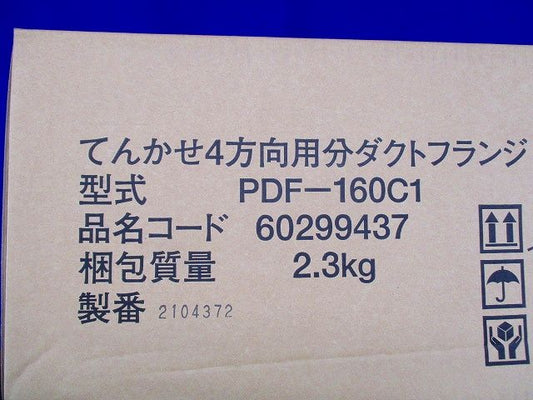 てんかせ4方向用分ダクトフランジ
型式 PDF－160C1
品名コード 60299437
梱包質量 2.3kg
製番 2104372